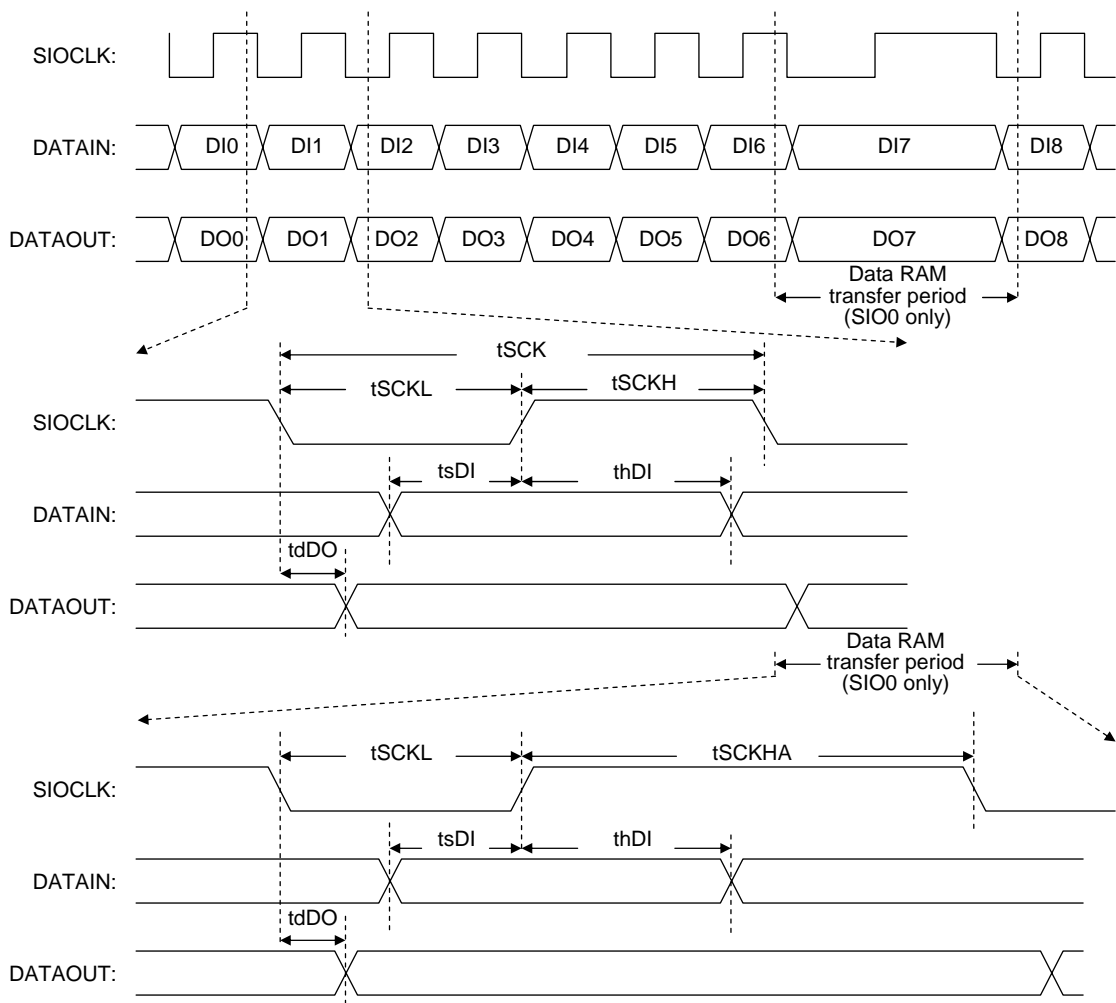 SIOCLK:
DATAIN:
DI0 DI1 DI2 DI3 DI4 DI5 DI6 DI7 DI8
DATAOUT:
DO0 DO1 DO2 DO3 DO4 DO5 DO6 DO7 DO8
Data RAM
transfer period
(SIO0 only)
tSCK
tSCKL tSCKH
SIOCLK:
tsDI thDI
DATAIN:
tdDO
DATAOUT:
Data RAM
transfer period
(SIO0 only)
tSCKL tSCKHA
SIOCLK:
tsDI thDI
DATAIN:
tdDO
DATAOUT: